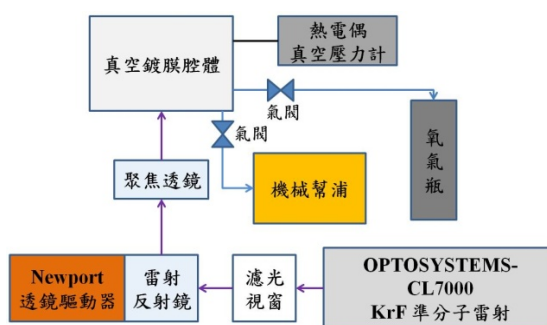 熱電偶
真空壓力計
真空鍍膜腔體
氣閥
氣閥
氧
氣
瓶
聚焦透鏡
機械幫浦
Newport
透鏡驅動器
雷射
反射鏡
濾光
視窗
OPTOSYSTEMS-
CL7000
KrF 準分子雷射